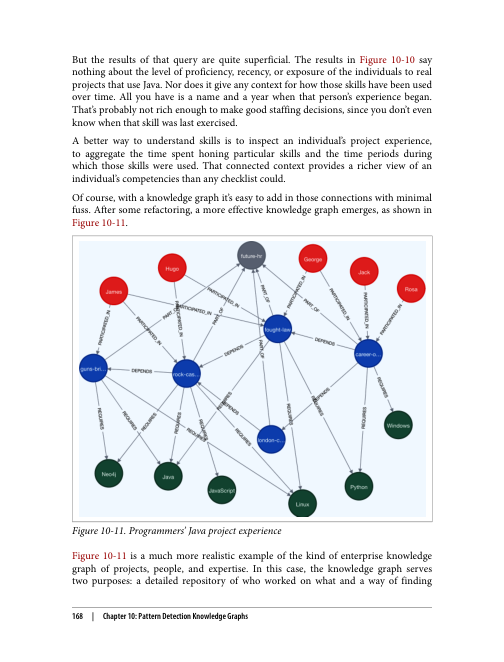 But the results of that query are quite superficial. The results in Figure 10-10 say
nothing about the level of proficiency, recency, or exposure of the individuals to real
projects that use Java. Nor does it give any context for how those skills have been used
over time. All you have is a name and a year when that person’s experience began.
That’s probably not rich enough to make good staffing decisions, since you don’t even
know when that skill was last exercised.
A better way to understand skills is to inspect an individual’s project experience,
to aggregate the time spent honing particular skills and the time periods during
which those skills were used. That connected context provides a richer view of an
individual’s competencies than any checklist could.
Of course, with a knowledge graph it’s easy to add in those connections with minimal
fuss. After some refactoring, a more effective knowledge graph emerges, as shown in
Figure 10-11.
future-hr
George
Hugo
Jack
James
Rosa
PARTICIPATED_IN
PARTICIPATED_IN
PARTICIPATED_IN
PARTICIPATED_IN
PARTICIPATED_IN
PARTICIPATED_IN
PARTICIPATED_IN
PARTICIPATED_IN
PARTICIPATED_IN
PART_OF
PART_OF
PART_OF
PART_OF
PART_OF
fought-law
DEPENDS
DEPENDS
career-o...
guns-bri...
DEPENDS
rock-cas...
DEPENDS
DEPENDS
REQUIRES
REQUIRES
REQUIRES
REQUIRES
REQUIRES
REQUIRES
REQUIRES
REQUIRES
REQUIRES
REQUIRES
REQUIRES
REQUIRES
REQUIRES
london-c...
Windows
Neo4j
Java
JavaScript
Linux
Python
Figure 10-11. Programmers’ Java project experience
Figure 10-11 is a much more realistic example of the kind of enterprise knowledge
graph of projects, people, and expertise. In this case, the knowledge graph serves
two purposes: a detailed repository of who worked on what and a way of finding
168 | Chapter 10: Pattern Detection Knowledge Graphs